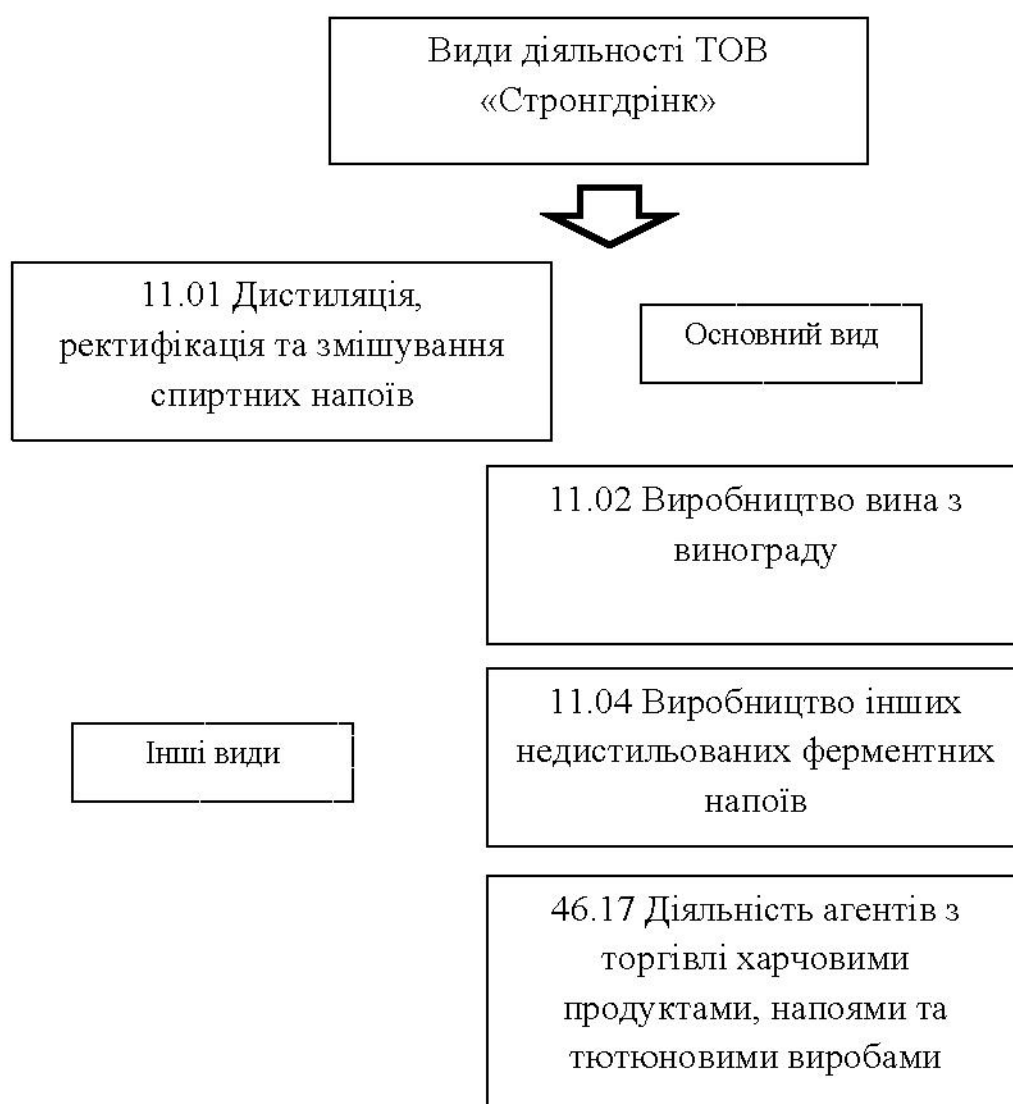 Види діяльності ТОВ
«Стронгдрінк»
11.01 Дистиляція,
ректифікація та змішування
спиртних напоїв
Основний вид
11.02 Виробництво вина з
винограду
11.04 Виробництво інших
недистильованих ферментних
напоїв
Інші види
46.17 Діяльність агентів з
торгівлі харчовими
продуктами, напоями та
тютюновими виробами